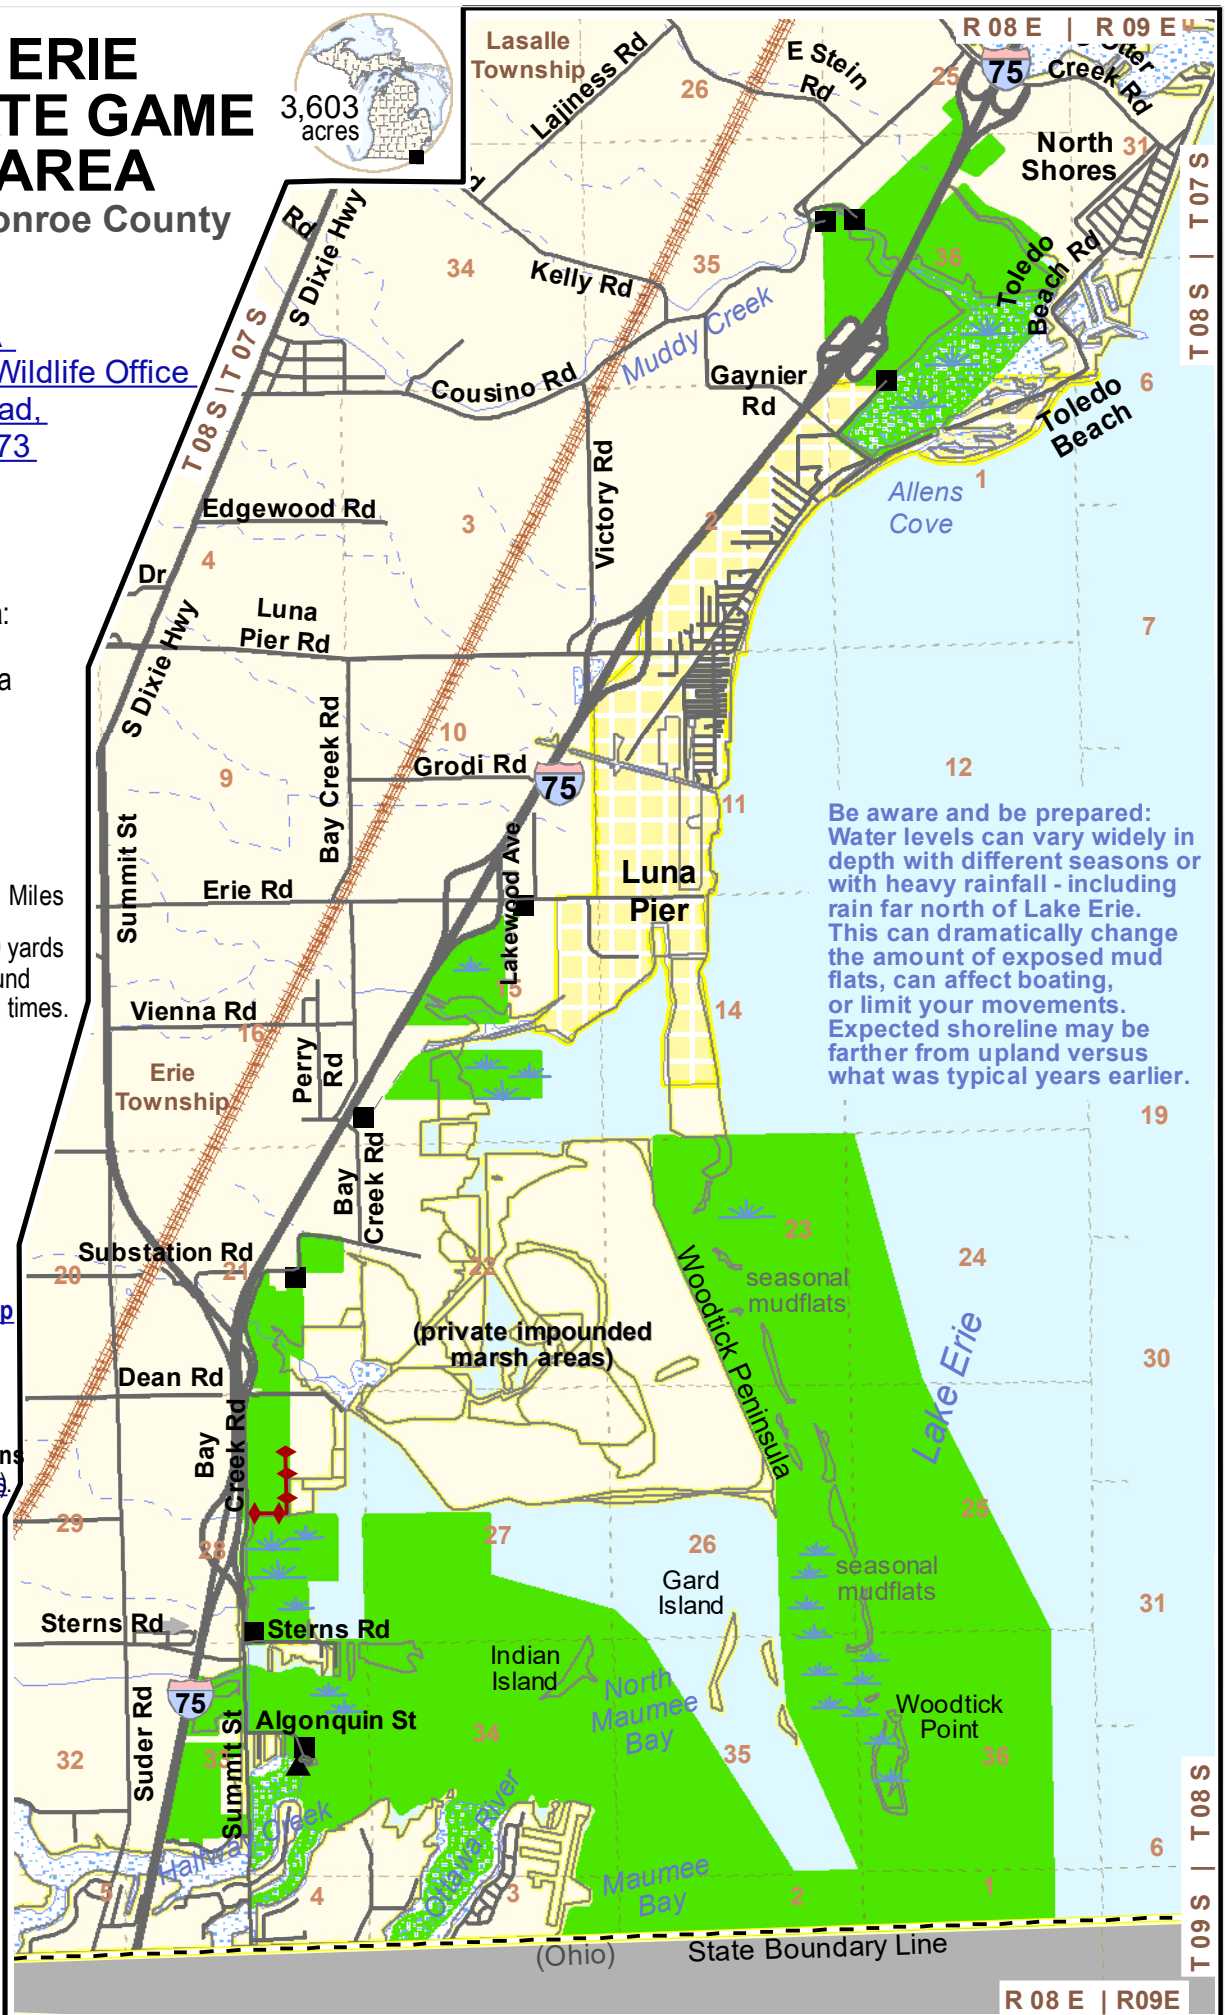 ERIE
TE GAME
AREA
onroe County
3,603
acres
Wildlife Office
ad,
73
a:
a
Miles
yards
und
times.
p
ns
R 08 E | R 09 E
Lasalle
Township
Lajiness Rd
E Stein
Rd
26
25
75
Otter
Creek Rd
North
Shores
31
T 08 S | T 07 S
Rd
S Dixie Hwy
34
Kelly Rd
35
36
Toledo
Beach Rd
T 08 S | T 07 S
Muddy Creek
Cousino Rd
Gaynier
Rd
6
Toledo
Beach
Victory Rd
1
Allens
Cove
Edgewood Rd
3
2
4
Dr
Luna
Pier Rd
7
S Dixie Hwy
Bay Creek Rd
10
9
Grodi Rd
75
12
11
Be aware and be prepared:
Water levels can vary widely in
depth with different seasons or
with heavy rainfall - including
rain far north of Lake Erie.
This can dramatically change
the amount of exposed mud
flats, can affect boating,
or limit your movements.
Expected shoreline may be
farther from upland versus
what was typical years earlier.
Summit St
Lakewood Ave
Luna
Pier
Erie Rd
15
14
Vienna Rd
16
Perry
Rd
Erie
Township
19
Bay
Creek Rd
23
24
Substation Rd
20
21
22
Woodtick Peninsula
seasonal
mudflats
(private impounded
marsh areas)
Lake Erie
30
Dean Rd
Bay
Creek Rd
25
29
28
27
26
seasonal
mudflats
Gard
Island
31
Sterns Rd
Sterns Rd
Indian
Island
North
Maumee
Bay
75
Suder Rd
Summit St
Algonquin St
34
Woodtick
Point
35
36
32
33
T 09 S | T 08 S
Halfway Creek
Ottawa River
6
5
4
3
Maumee
Bay
2
1
(Ohio)
State Boundary Line
R 08 E | R09E